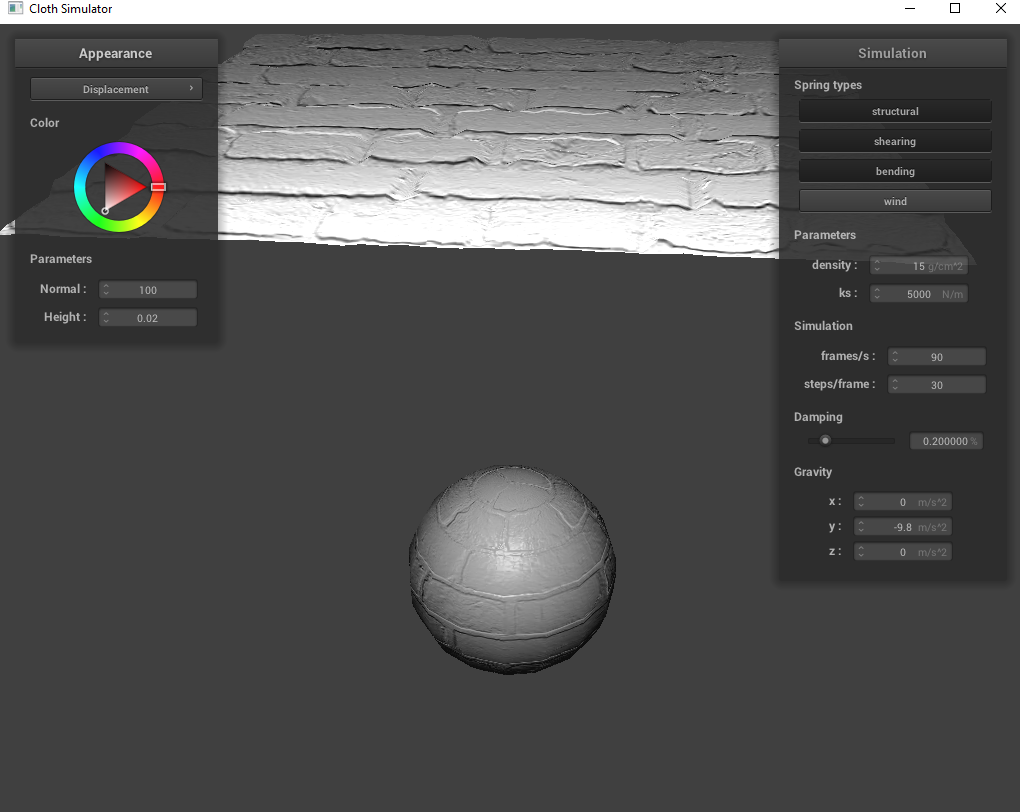 Cloth Simulator
Appearance
Displacement
Color
Parameters
Normal : 100
Height : 0.02
Simulation
Spring types
structural
shearing
bending
wind
Parameters
density : 15 g/cm^2
ks : 5000 N/m
Simulation
frames/s : 90
steps/frame : 30
Damping
0.200000 %
Gravity
x : 0 m/s^2
y : -9.8 m/s^2
z : 0 m/s^2